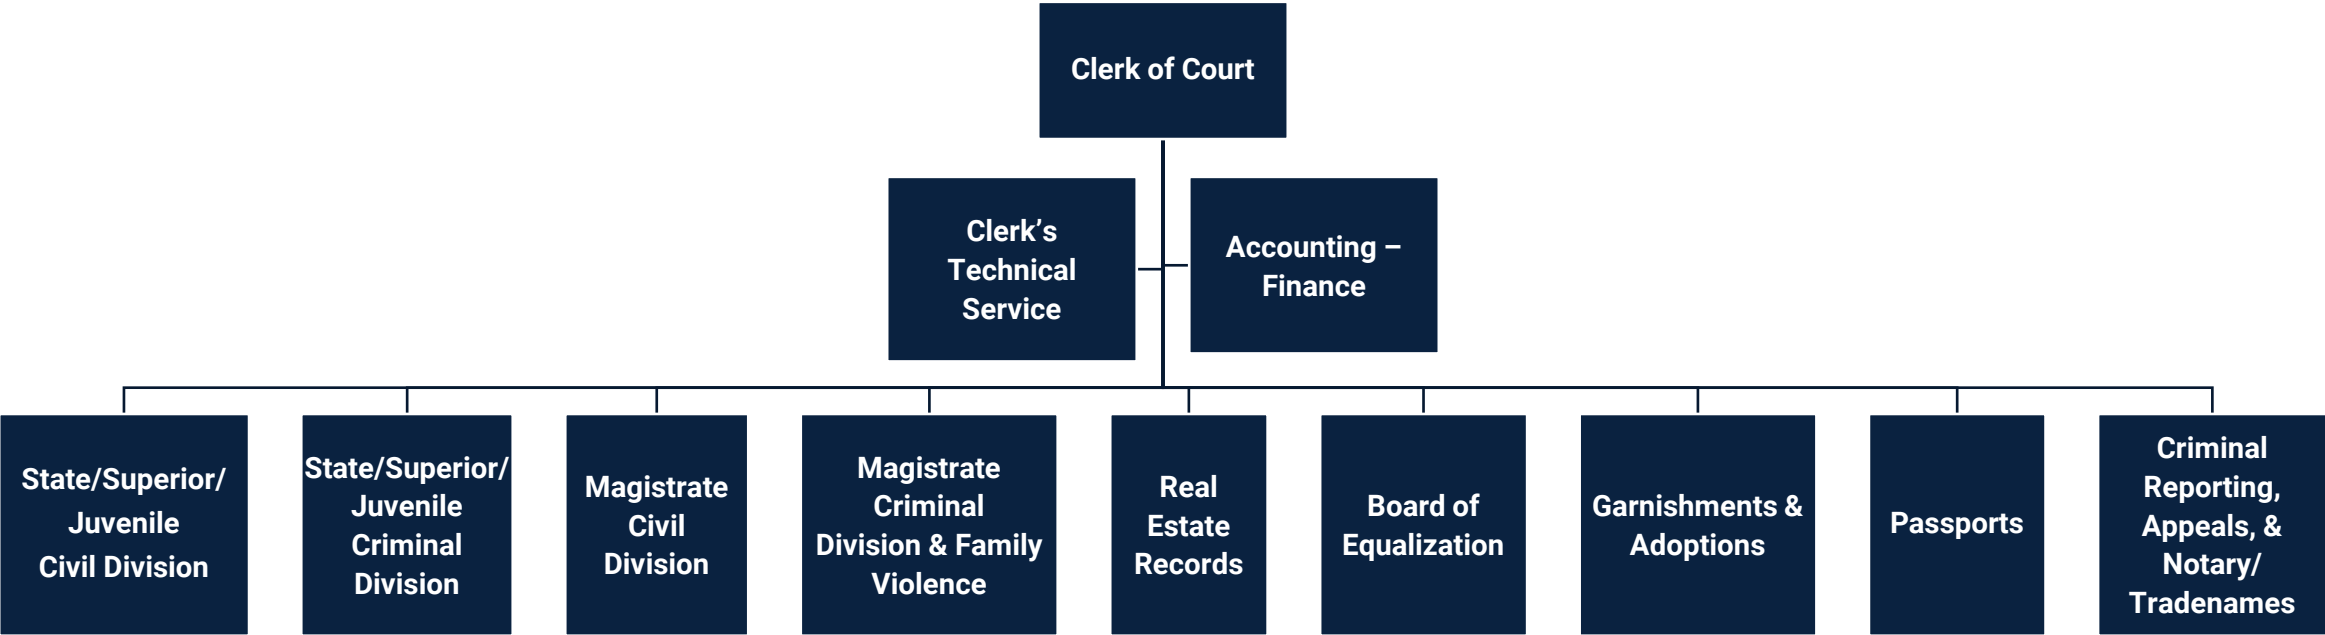 Clerk of Court
Clerk’s
Technical
Service
Accounting –
Finance
State/Superior/
Juvenile
Civil Division
State/Superior/
Juvenile
Criminal
Division
Magistrate
Civil
Division
Magistrate
Criminal
Division & Family
Violence
Real
Estate
Records
Board of
Equalization
Garnishments &
Adoptions
Passports
Criminal
Reporting,
Appeals, &
Notary/
Tradenames